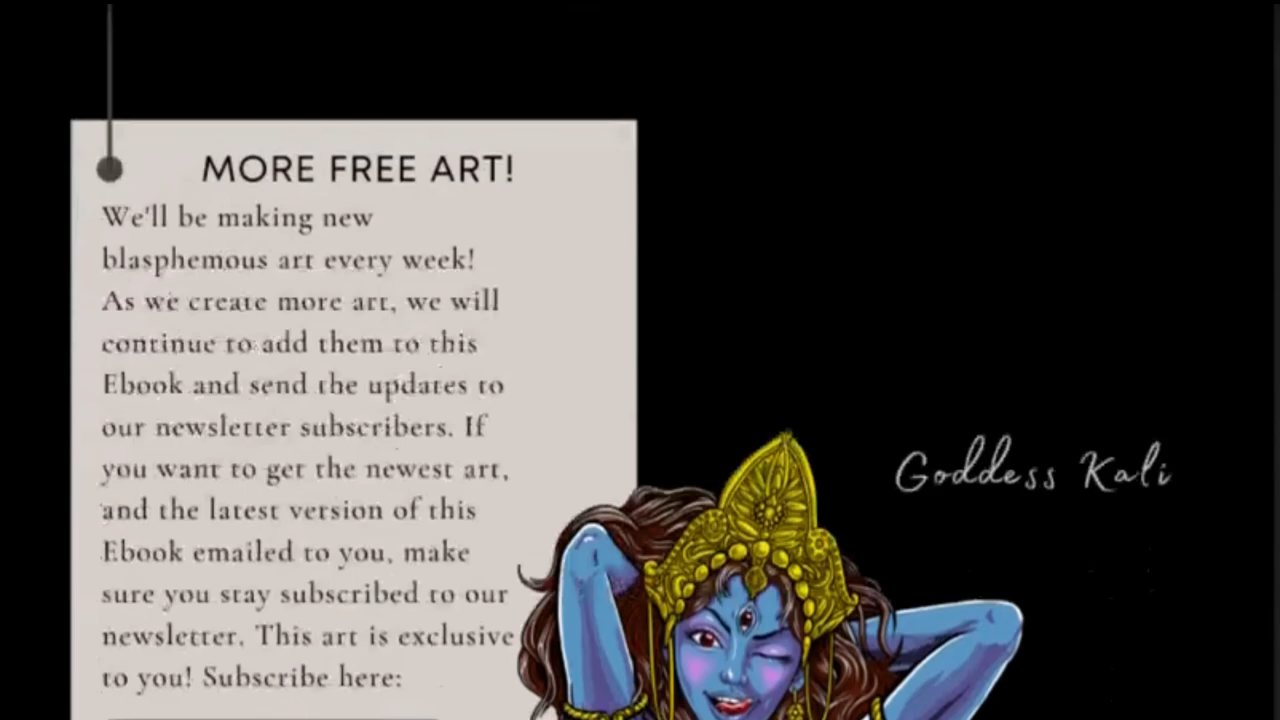 MORE FREE ART!
We'll be making new
blasphemous art every week!
As we create more art, we will
continue to add them to this
Ebook and send the updates to
our newsletter subscribers. If
you want to get the newest art,
and the latest version of this
Ebook emailed to you, make
sure you stay subscribed to our
newsletter. This art is exclusive
to you! Subscribe here:
Goddess Kali